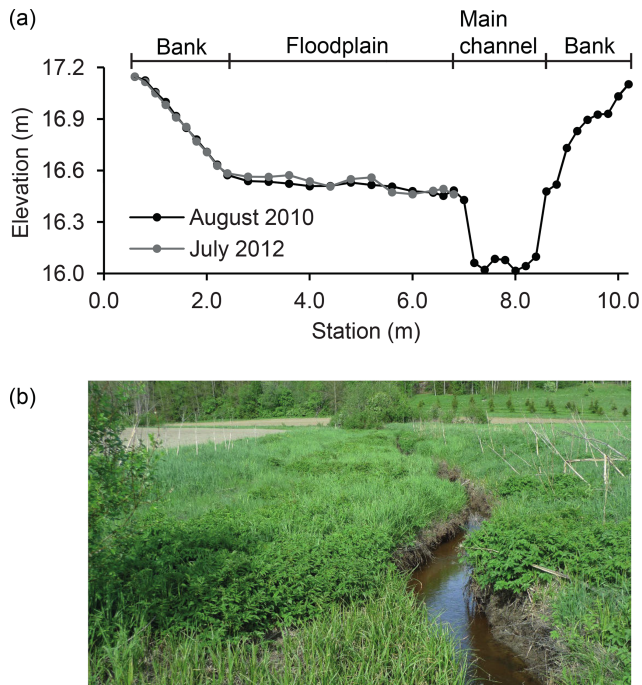 (a)
Main
Bank Floodplain channel Bank
17.2
16.9
16.6
16.3
16.0
Elevation (m)
August 2010
July 2012
0.0 2.0 4.0 6.0 8.0 10.0
Station (m)
(b)